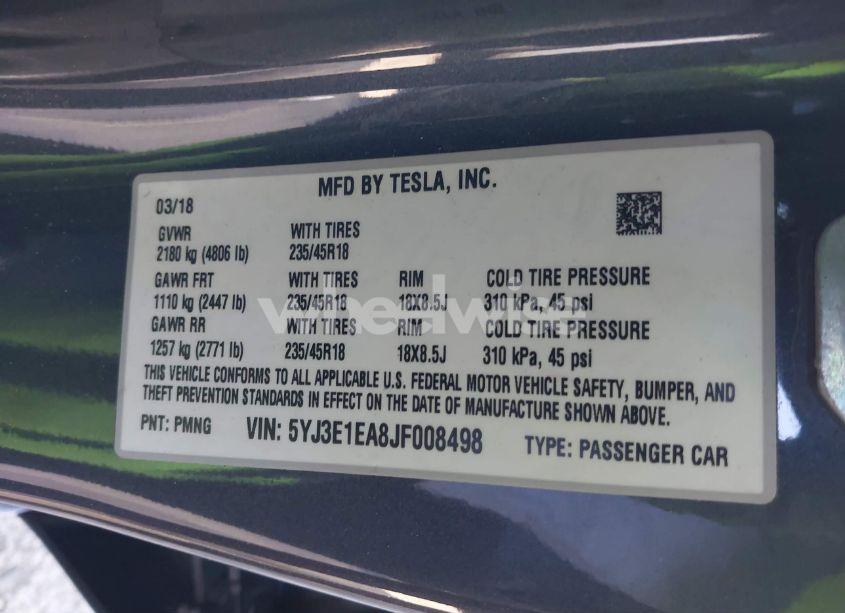 MFD BY TESLA, INC.
03/18
GVWR WITH TIRES
2180 kg (4806 lb) 235/45R18
GAWR FRT WITH TIRES RIM COLD TIRE PRESSURE
1110 kg (2447 lb) 235/45R18 18X8.5J 310 kPa, 45 psi
GAWR RR WITH TIRES RIM COLD TIRE PRESSURE
1257 kg (2771 lb) 235/45R18 18X8.5J 310 kPa, 45 psi
THIS VEHICLE CONFORMS TO ALL APPLICABLE U.S. FEDERAL MOTOR VEHICLE SAFETY, BUMPER, AND
THEFT PREVENTION STANDARDS IN EFFECT ON THE DATE OF MANUFACTURE SHOWN ABOVE.
PNT: PMNG VIN: 5YJ3E1EA8JF008498 TYPE: PASSENGER CAR